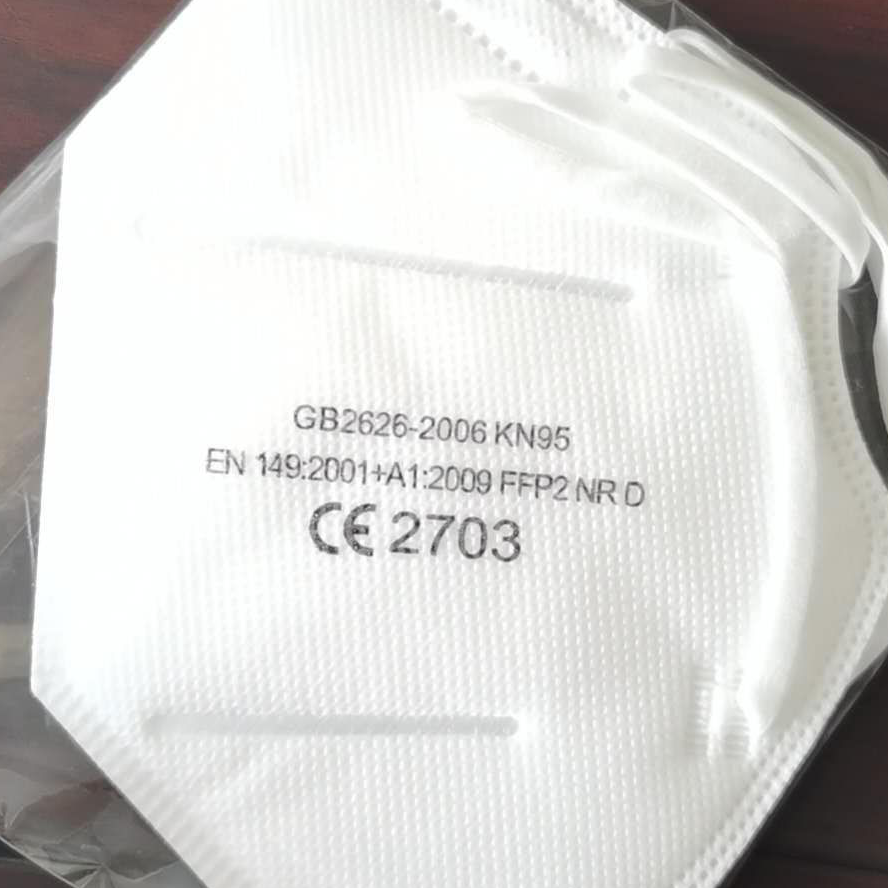 GB2626-2006 KN95
EN 149:2001+A1:2009 FFP2 NR D
CE 2703